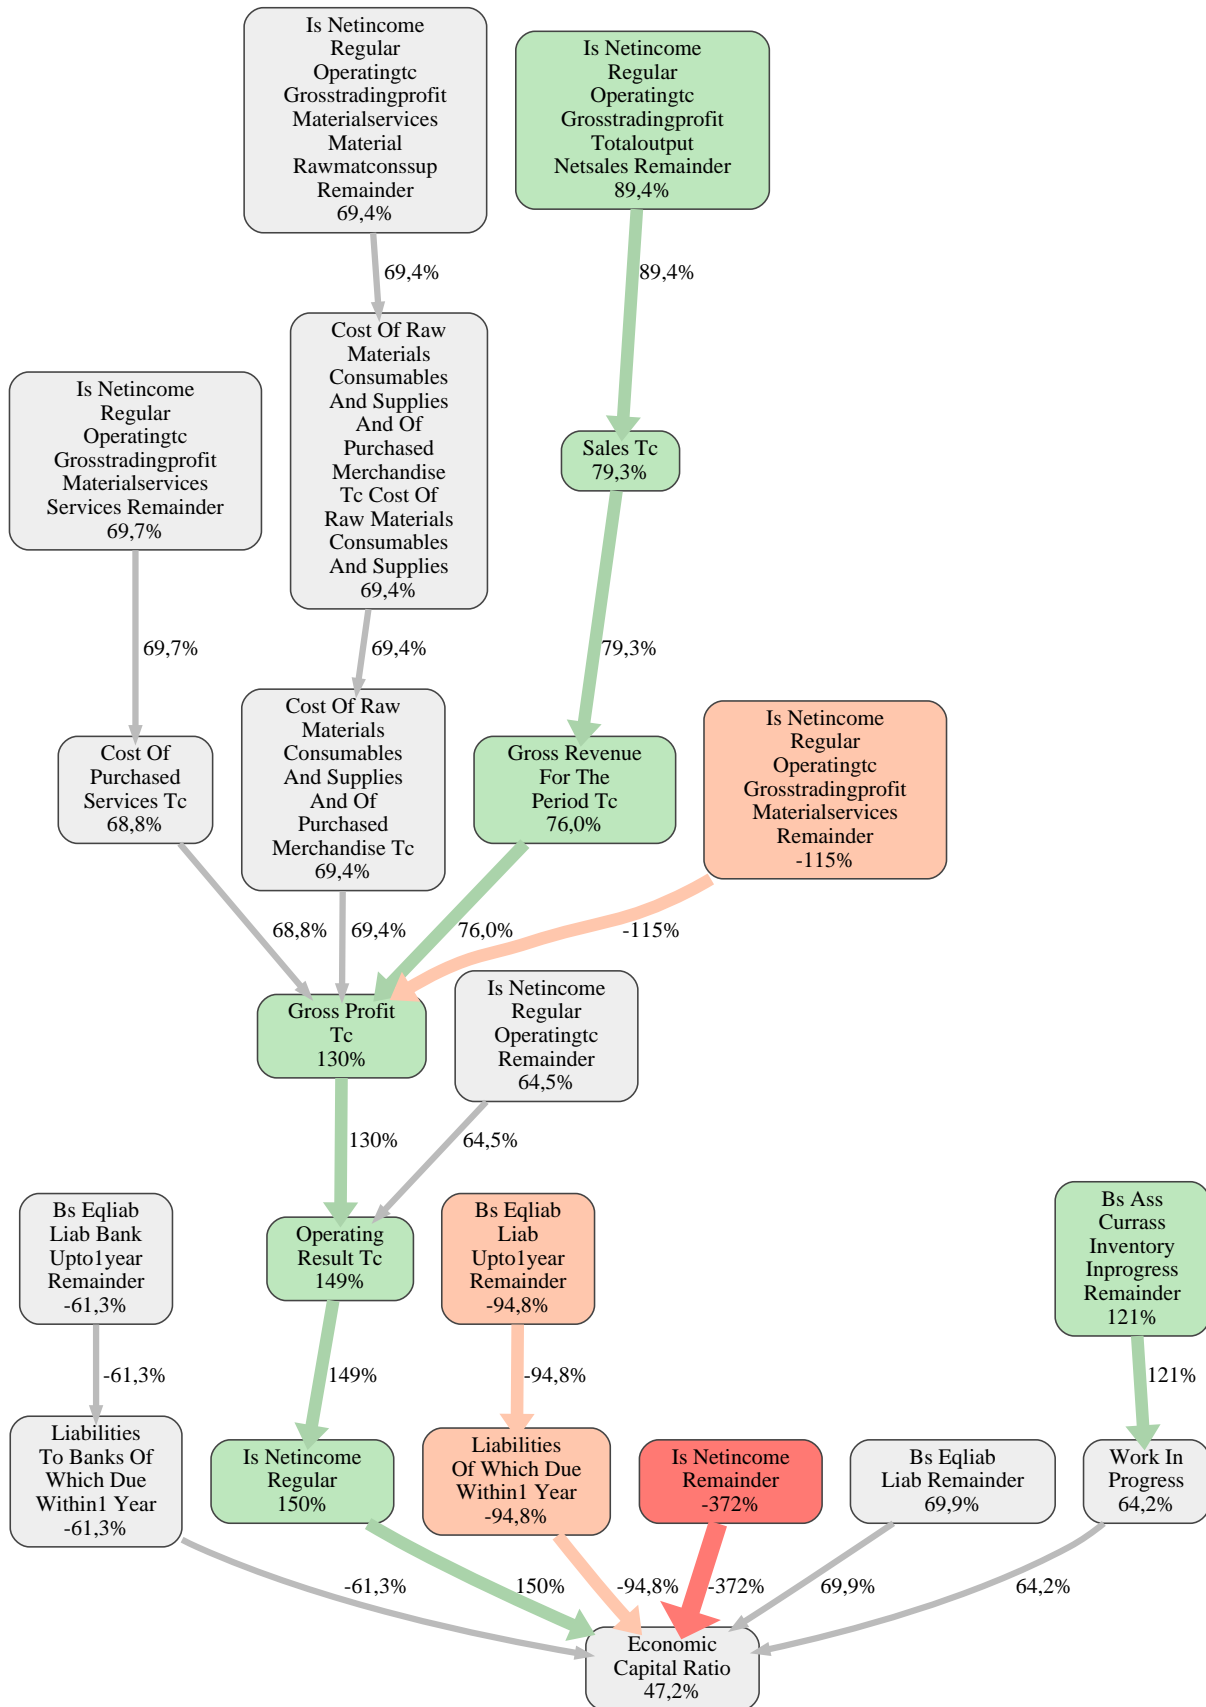 Is Netincome
Regular
Operatingtc
Grosstradingprofit
Materialservices
Material
Rawmatconssup
Remainder
69,4%
Is Netincome
Regular
Operatingtc
Grosstradingprofit
Totaloutput
Netsales Remainder
89,4%
69,4%
89,4%
Is Netincome
Regular
Operatingtc
Grosstradingprofit
Materialservices
Services Remainder
69,7%
Cost Of Raw
Materials
Consumables
And Supplies
And Of
Purchased
Merchandise
Tc Cost Of
Raw Materials
Consumables
And Supplies
69,4%
Sales Tc
79,3%
69,7%
69,4%
79,3%
Cost Of
Purchased
Services Tc
68,8%
Cost Of Raw
Materials
Consumables
And Supplies
And Of
Purchased
Merchandise Tc
69,4%
Gross Revenue
For The
Period Tc
76,0%
Is Netincome
Regular
Operatingtc
Grosstradingprofit
Materialservices
Remainder
-115%
68,8%
69,4%
76,0%
-115%
Gross Profit
Tc
130%
Is Netincome
Regular
Operatingtc
Remainder
64,5%
130%
64,5%
Bs Eqliab
Liab Bank
Upto1year
Remainder
-61,3%
Operating
Result Tc
149%
Bs Eqliab
Liab
Upto1year
Remainder
-94,8%
Bs Ass
Currass
Inventory
Inprogress
Remainder
121%
-61,3%
149%
-94,8%
121%
Liabilities
To Banks Of
Which Due
Within1 Year
-61,3%
Is Netincome
Regular
150%
Liabilities
Of Which Due
Within1 Year
-94,8%
Is Netincome
Remainder
-372%
Bs Eqliab
Liab Remainder
69,9%
Work In
Progress
64,2%
-61,3%
150%
-94,8%
-372%
69,9%
64,2%
Economic
Capital Ratio
47,2%